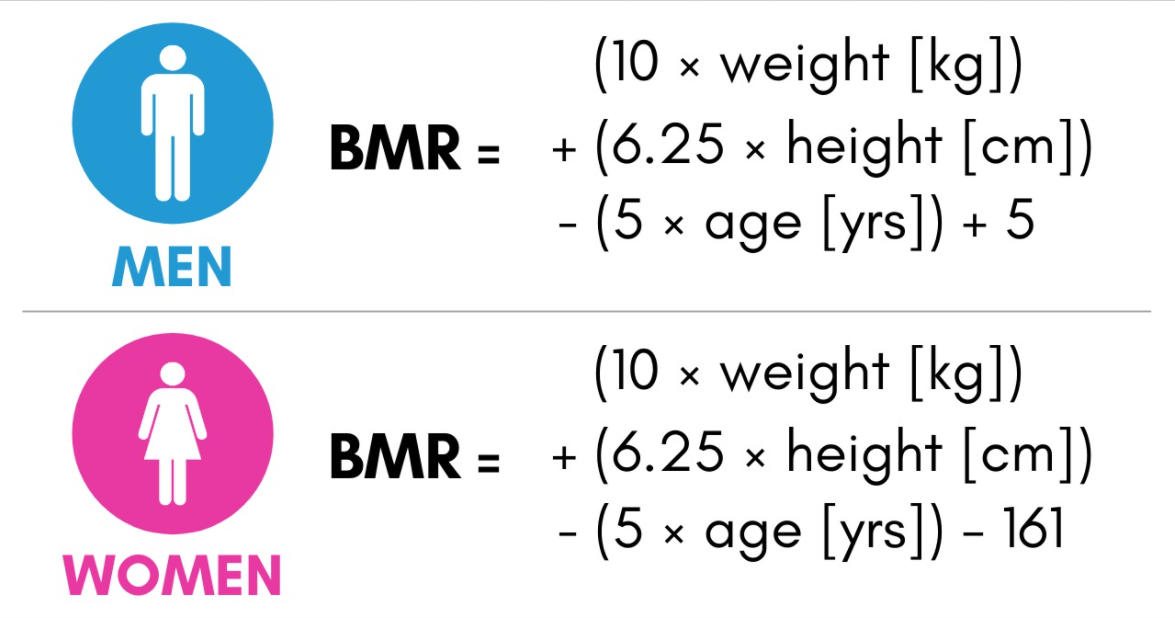 (10 × weight [kg])
BMR = + (6.25 × height [cm])
- (5 × age [yrs]) + 5
MEN
(10 × weight [kg])
BMR = + (6.25 × height [cm])
- (5 × age [yrs]) – 161
WOMEN